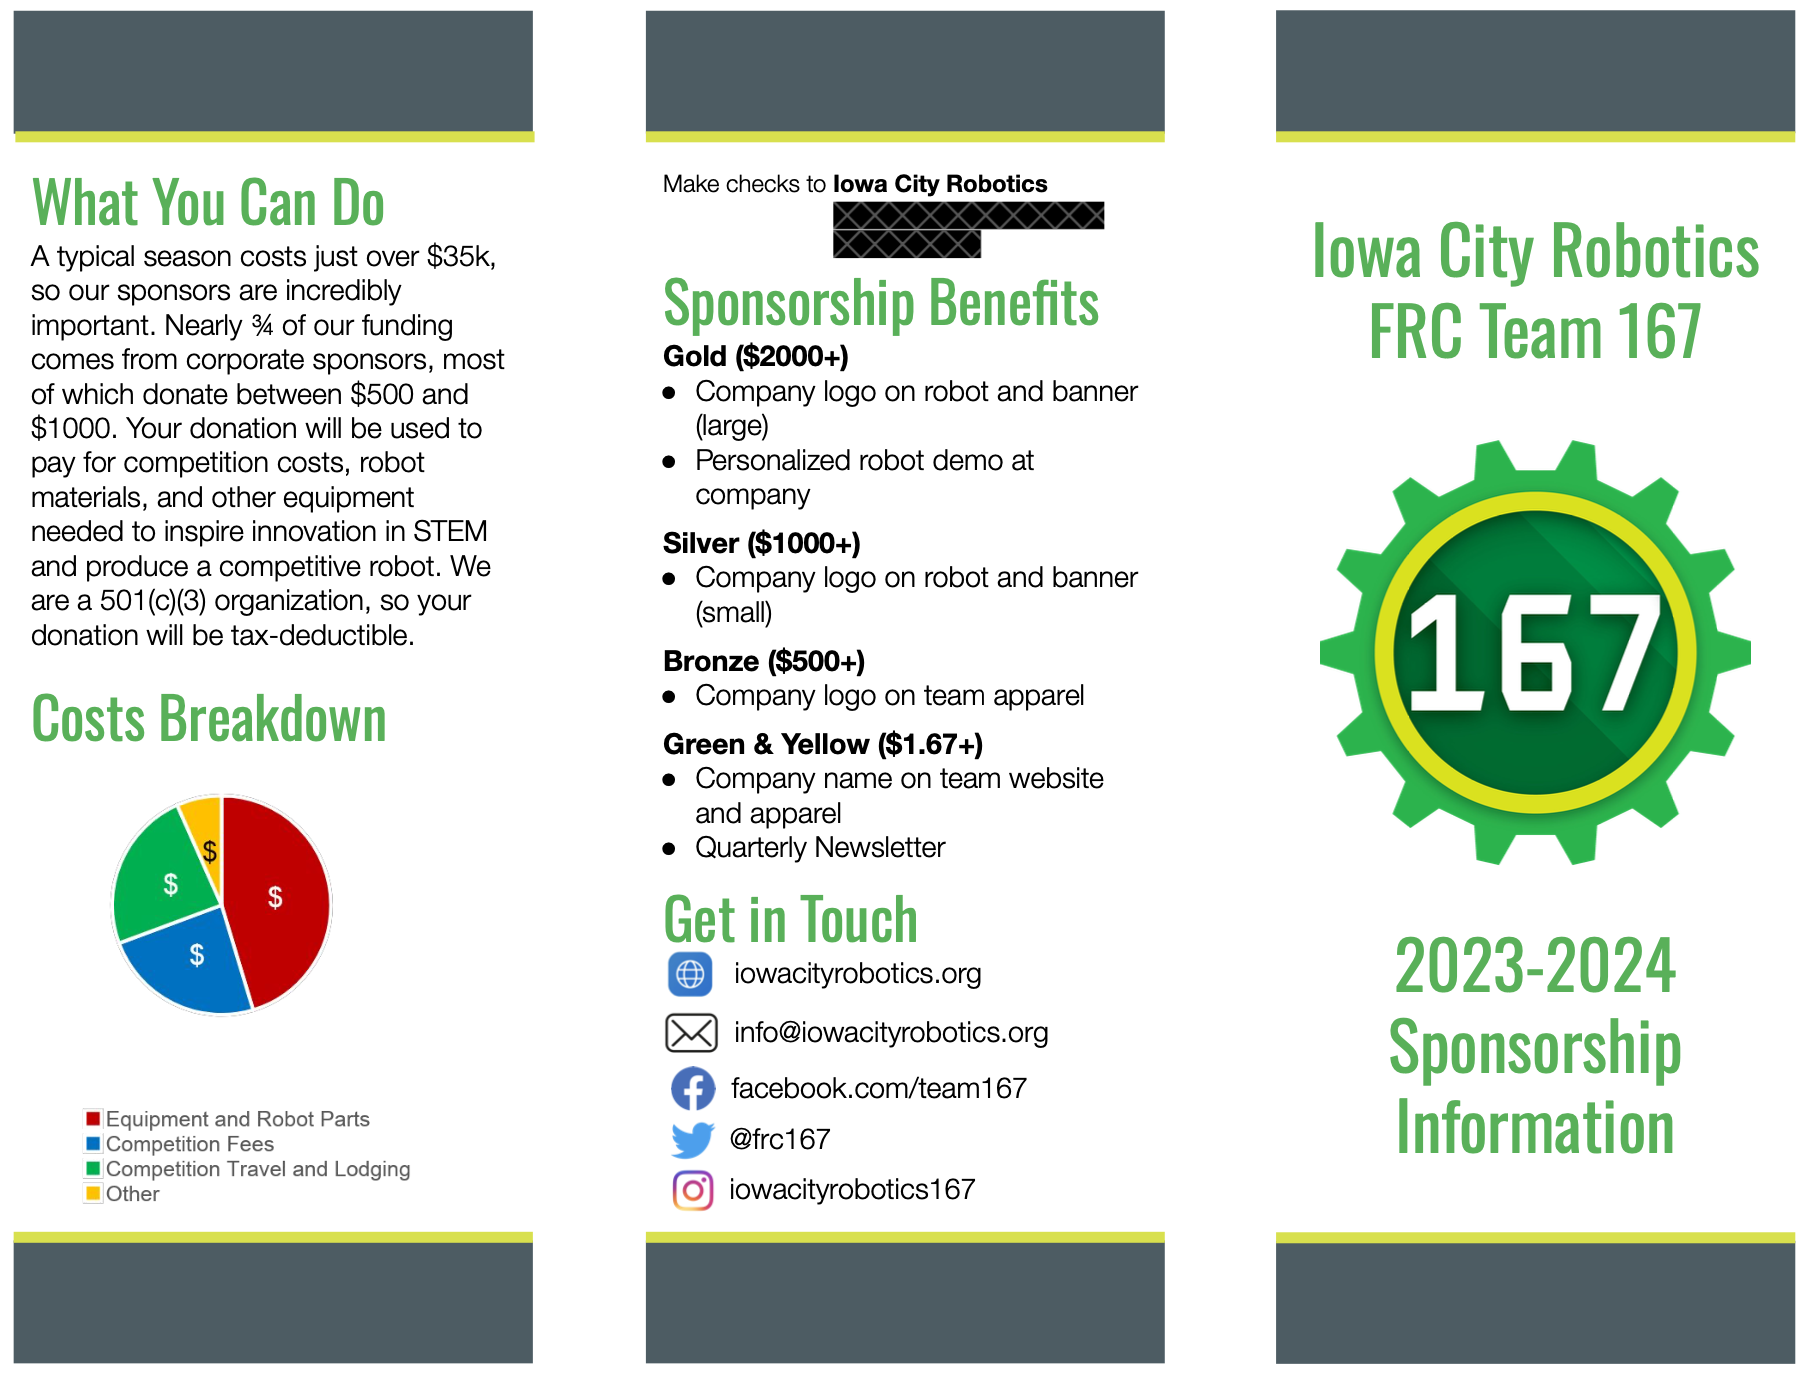 What You Can Do
A typical season costs just over $35k,
so our sponsors are incredibly
important. Nearly ¾ of our funding
comes from corporate sponsors, most
of which donate between $500 and
$1000. Your donation will be used to
pay for competition costs, robot
materials, and other equipment
needed to inspire innovation in STEM
and produce a competitive robot. We
are a 501(c)(3) organization, so your
donation will be tax-deductible.
Costs Breakdown
$
$
$
$
Equipment and Robot Parts
Competition Fees
Competition Travel and Lodging
Other
Make checks to Iowa City Robotics
Sponsorship Benefits
Gold ($2000+)
● Company logo on robot and banner
(large)
● Personalized robot demo at
company
Silver ($1000+)
● Company logo on robot and banner
(small)
Bronze ($500+)
● Company logo on team apparel
Green & Yellow ($1.67+)
● Company name on team website
and apparel
● Quarterly Newsletter
Get in Touch
iowacityrobotics.org
info@iowacityrobotics.org
facebook.com/team167
@frc167
iowacityrobotics167
Iowa City Robotics
FRC Team 167
167
2023-2024
Sponsorship
Information